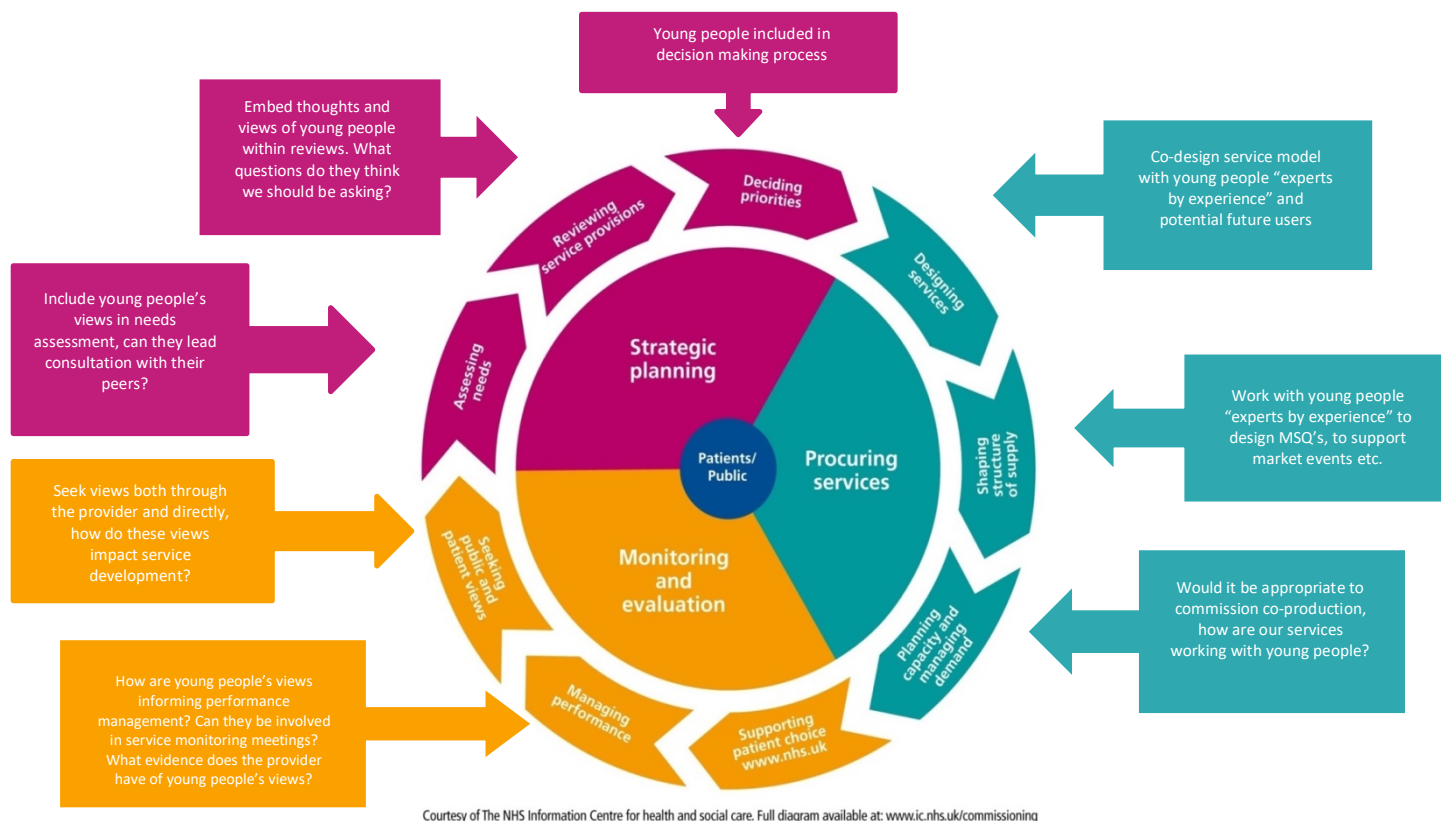 Young people included in
decision making process
Embed thoughts and
views of young people
within reviews. What
questions do they think
we should be asking?
Co-design service model
with young people “experts
by experience” and
potential future users
Include young people’s
views in needs
assessment, can they lead
consultation with their
peers?
Work with young people
“experts by experience” to
design MSQ’s, to support
market events etc.
Seek views both through
the provider and directly,
how do these views
impact service
development?
Would it be appropriate to
commission co-production,
how are our services
working with young people?
How are young people’s views
informing performance
management? Can they be involved
in service monitoring meetings?
What evidence does the provider
have of young people’s views?
Deciding
priorities
Designing
services
Shaping
structure
of supply
Planning
capacity and
managing
demand
Supporting
patient choice
www.nhs.uk
Managing
performance
Seeking
public and
patient views
Assessing
needs
Reviewing
service provisions
Strategic
planning
Procuring
services
Monitoring
and
evaluation
Patients/
Public
Courtesy of The NHS Information Centre for health and social care. Full diagram available at: www.ic.nhs.uk/commissioning